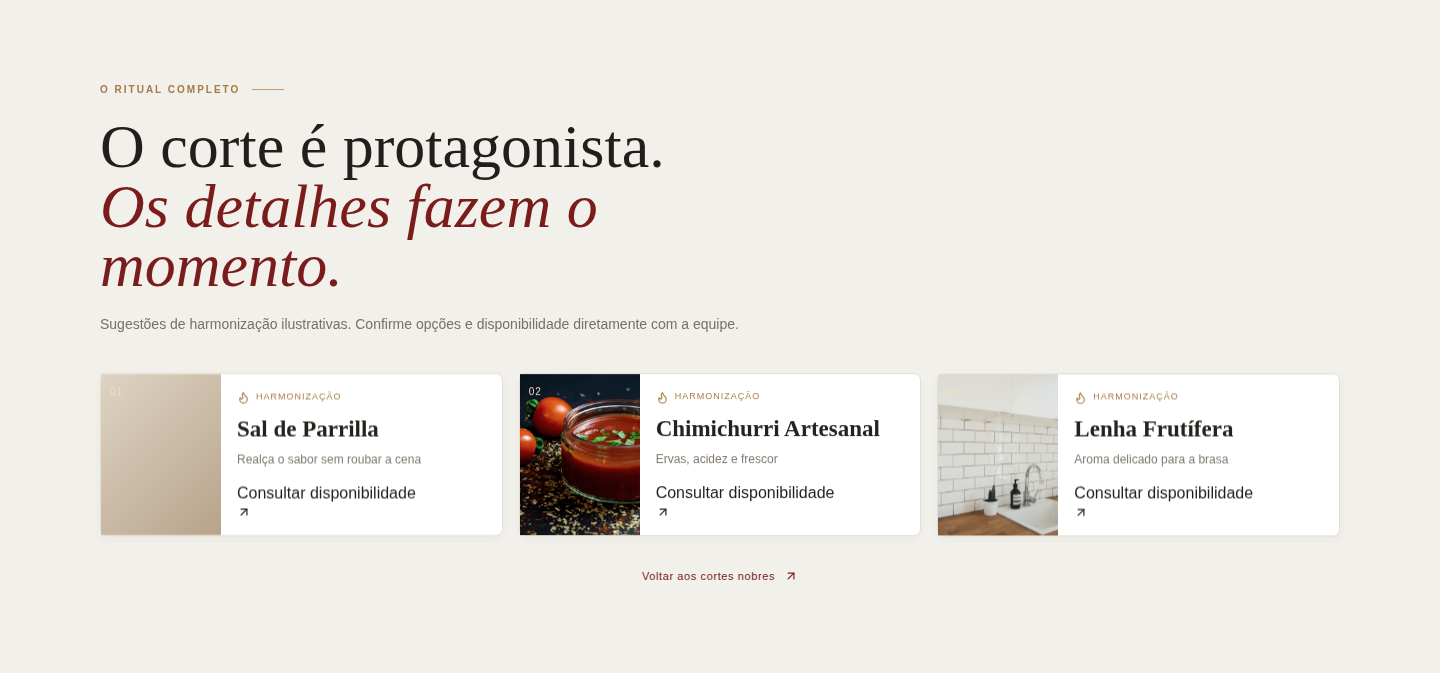 O RITUAL COMPLETO
O corte é protagonista.
Os detalhes fazem o
momento.
Sugestões de harmonização ilustrativas. Confirme opções e disponibilidade diretamente com a equipe.
01
HARMONIZAÇÃO
Sal de Parrilla
Realça o sabor sem roubar a cena
Consultar disponibilidade
02
HARMONIZAÇÃO
Chimichurri Artesanal
Ervas, acidez e frescor
Consultar disponibilidade
HARMONIZAÇÃO
Lenha Frutífera
Aroma delicado para a brasa
Consultar disponibilidade
Voltar aos cortes nobres